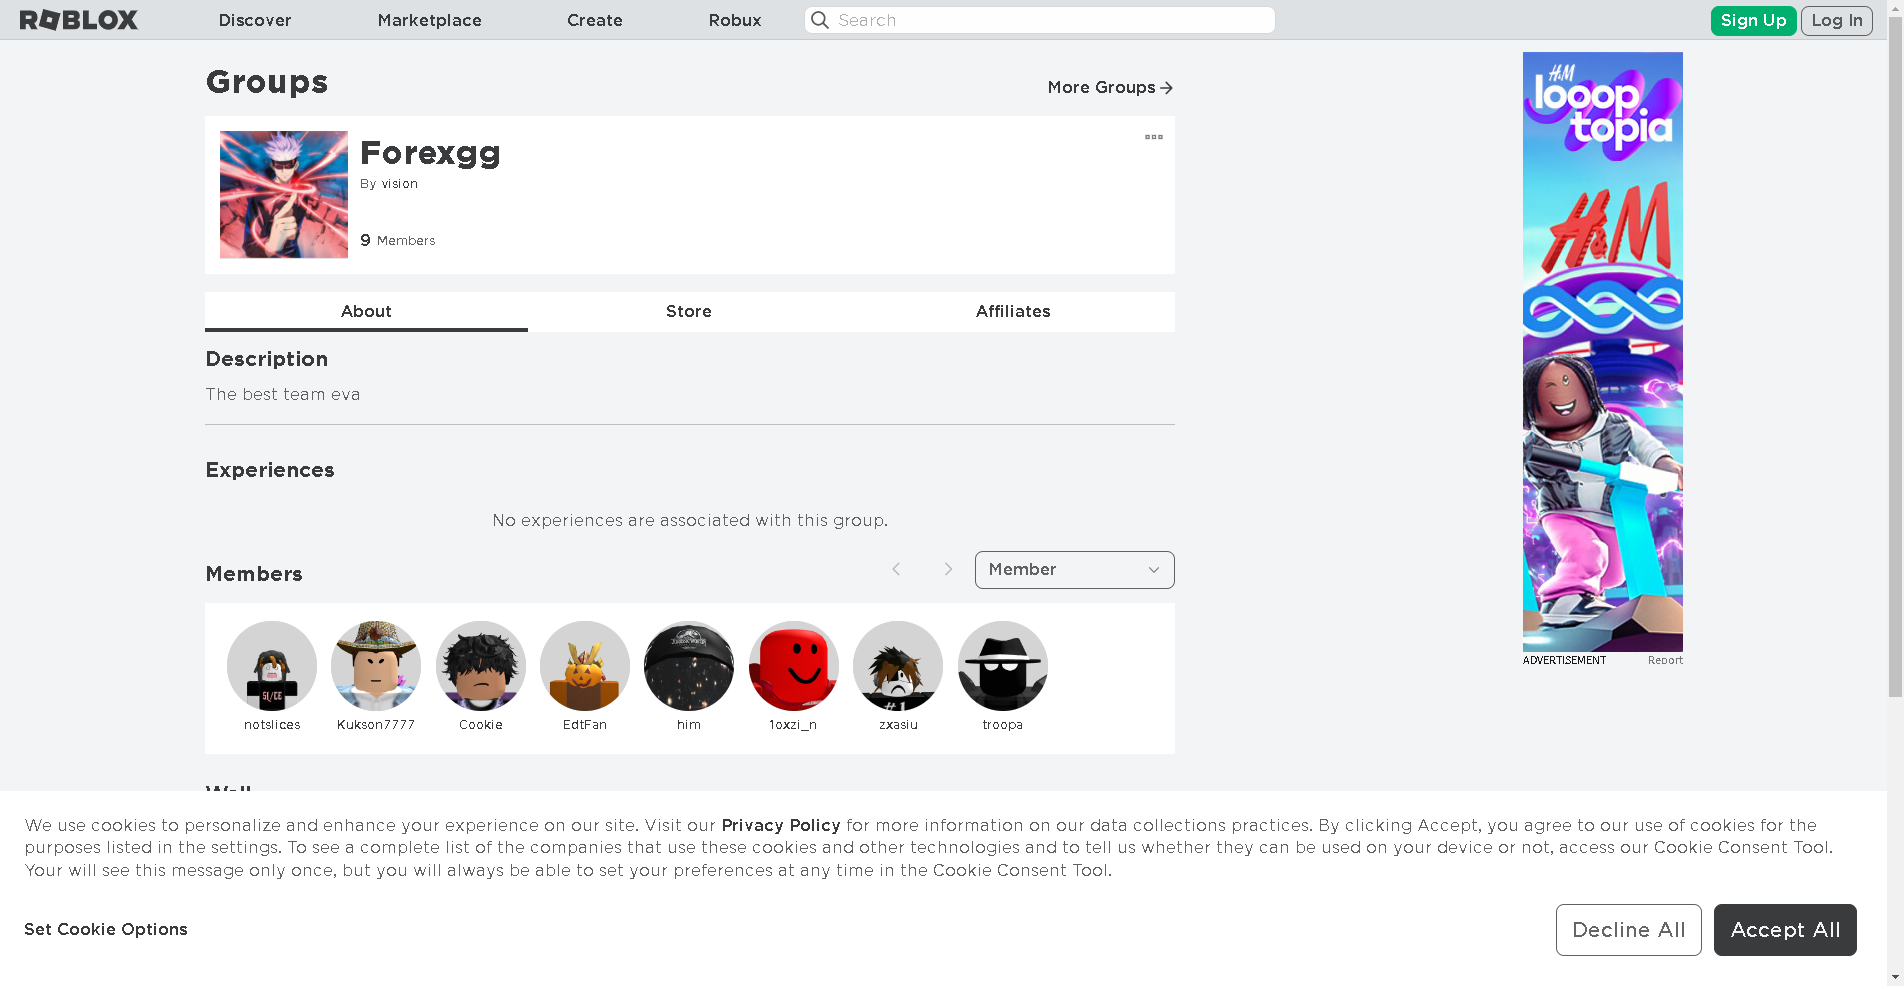 ROBLOX
Discover
Marketplace
Create
Robux
Search
Sign Up
Log In
Groups
More Groups
Forexgg
By vision
9 Members
About
Store
Affiliates
Description
The best team eva
Experiences
No experiences are associated with this group.
Members
Member
SL/CE
#1
notslices
Kukson7777
Cookie
EdtFan
him
1oxzi_n
zxasiu
troopa
Wall
H&M
looop
topia
H&M
ADVERTISEMENT
Report
We use cookies to personalize and enhance your experience on our site. Visit our Privacy Policy for more information on our data collections practices. By clicking Accept, you agree to our use of cookies for the
purposes listed in the settings. To see a complete list of the companies that use these cookies and other technologies and to tell us whether they can be used on your device or not, access our Cookie Consent Tool.
Your will see this message only once, but you will always be able to set your preferences at any time in the Cookie Consent Tool.
Set Cookie Options
Decline All
Accept All